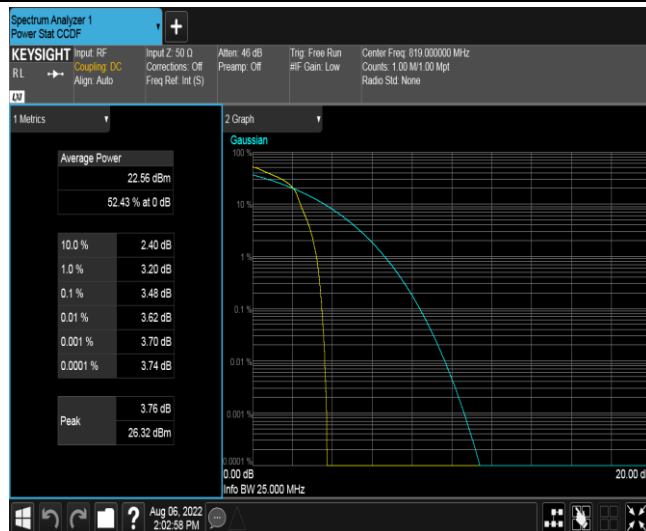 Spectrum Analyzer 1
Power Stat CCDF
+
KEYSIGHT
RL
LXI
Input: RF
Coupling: DC
Align: Auto
Input Z: 50 Ω
Corrections: Off
Freq Ref: Int (S)
Atten: 46 dB
Preamp: Off
Trig: Free Run
#IF Gain: Low
Center Freq: 819.000000 MHz
Counts: 1.00 M/1.00 Mpt
Radio Std: None
1 Metrics
Average Power
22.56 dBm
52.43 % at 0 dB
10.0 % 2.40 dB
1.0 % 3.20 dB
0.1 % 3.48 dB
0.01 % 3.62 dB
0.001 % 3.70 dB
0.0001 % 3.74 dB
Peak
3.76 dB
26.32 dBm
2 Graph
Gaussian
100 %
10 %
1 %
0.1 %
0.01 %
0.001 %
0.0001 %
0.00 dB
20.00 d
Info BW 25.000 MHz
?
Aug 06, 2022
2:02:58 PM